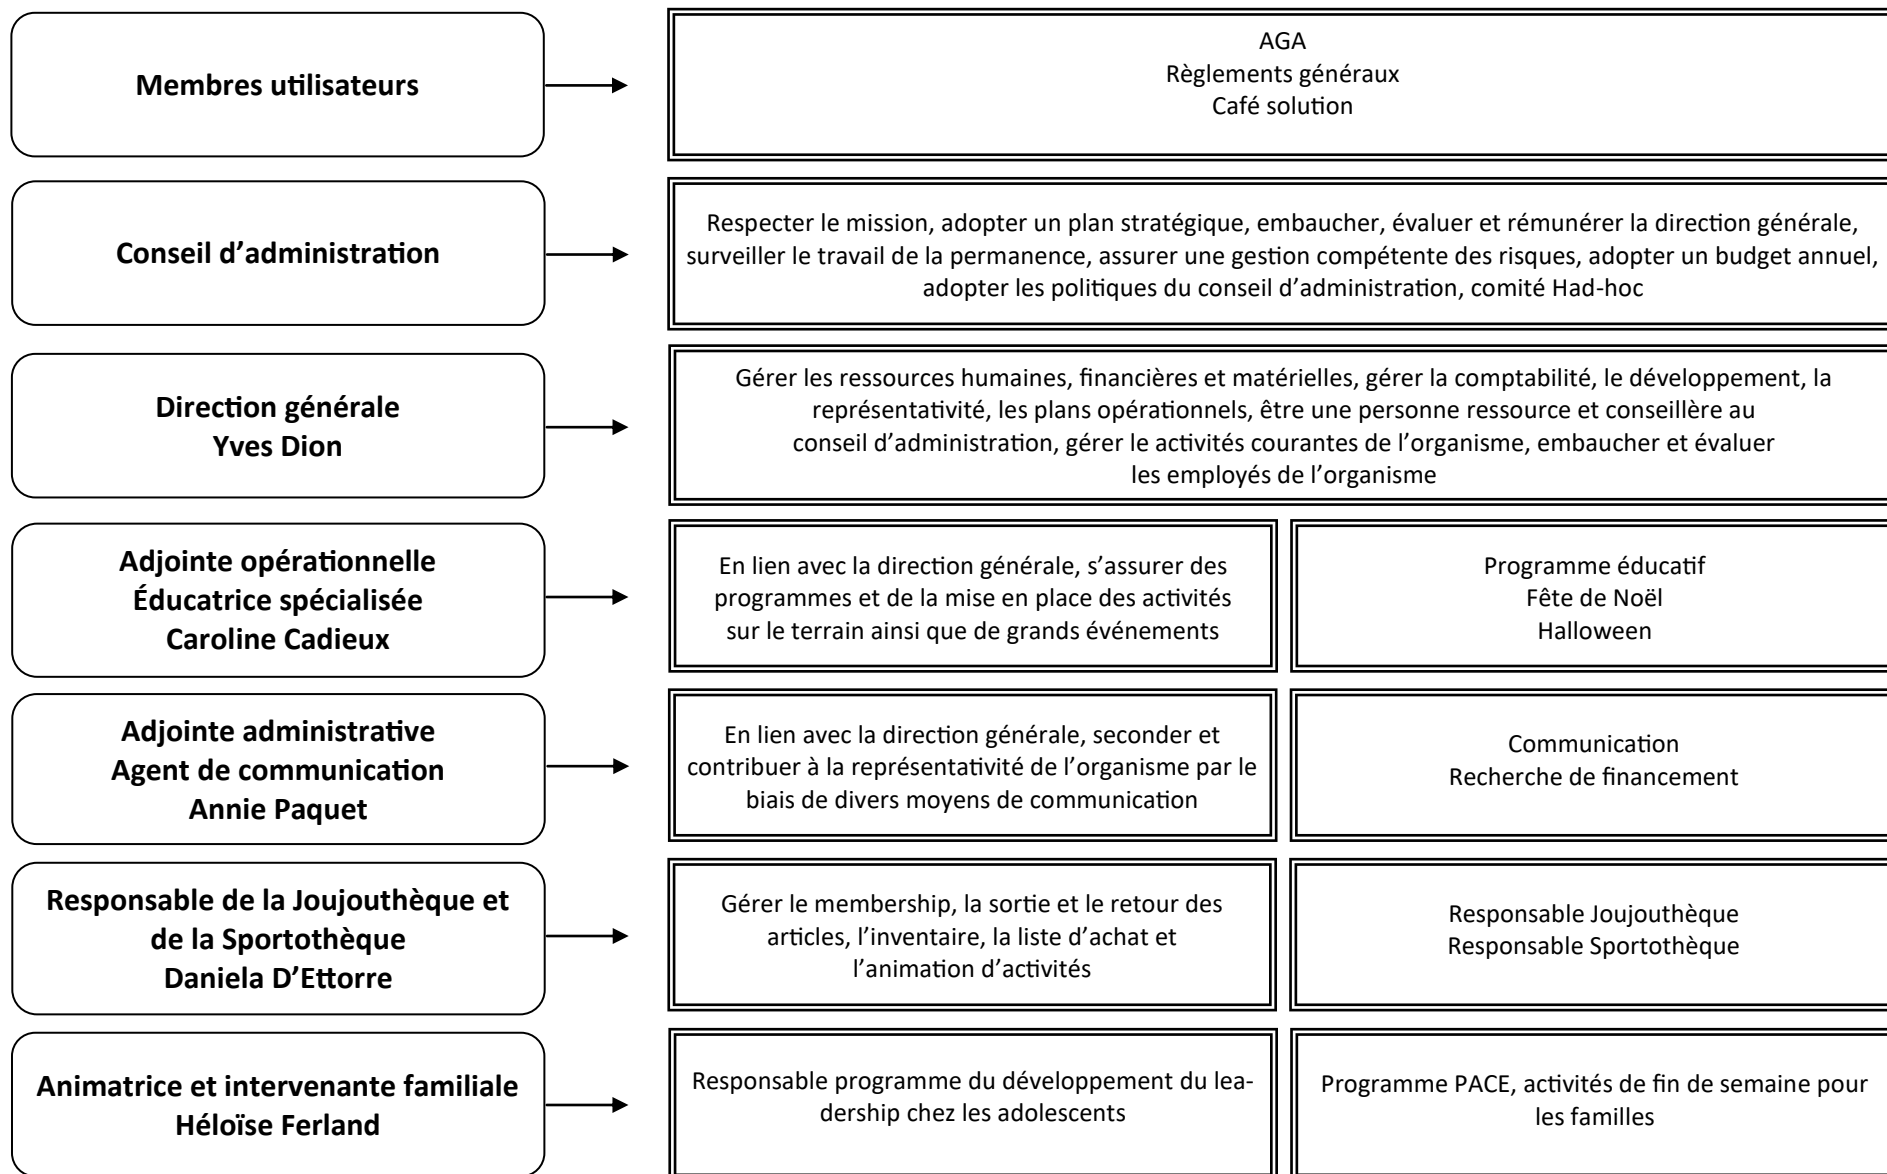 Membres utilisateurs
AGA
Règlements généraux
Café solution
Conseil d’administration
Respecter le mission, adopter un plan stratégique, embaucher, évaluer et rémunérer la direction générale,
surveiller le travail de la permanence, assurer une gestion compétente des risques, adopter un budget annuel,
adopter les politiques du conseil d’administration, comité Had-hoc
Direction générale
Yves Dion
Gérer les ressources humaines, financières et matérielles, gérer la comptabilité, le développement, la
représentativité, les plans opérationnels, être une personne ressource et conseillère au
conseil d’administration, gérer le activités courantes de l’organisme, embaucher et évaluer
les employés de l’organisme
Adjointe opérationnelle
Éducatrice spécialisée
Caroline Cadieux
En lien avec la direction générale, s’assurer des
programmes et de la mise en place des activités
sur le terrain ainsi que de grands événements
Programme éducatif
Fête de Noël
Halloween
Adjointe administrative
Agent de communication
Annie Paquet
En lien avec la direction générale, seconder et
contribuer à la représentativité de l’organisme par le
biais de divers moyens de communication
Communication
Recherche de financement
Responsable de la Joujouthèque et
de la Sportothèque
Daniela D’Ettorre
Gérer le membership, la sortie et le retour des
articles, l’inventaire, la liste d’achat et
l’animation d’activités
Responsable Joujouthèque
Responsable Sportothèque
Animatrice et intervenante familiale
Héloïse Ferland
Responsable programme du développement du lea-
dership chez les adolescents
Programme PACE, activités de fin de semaine pour
les familles